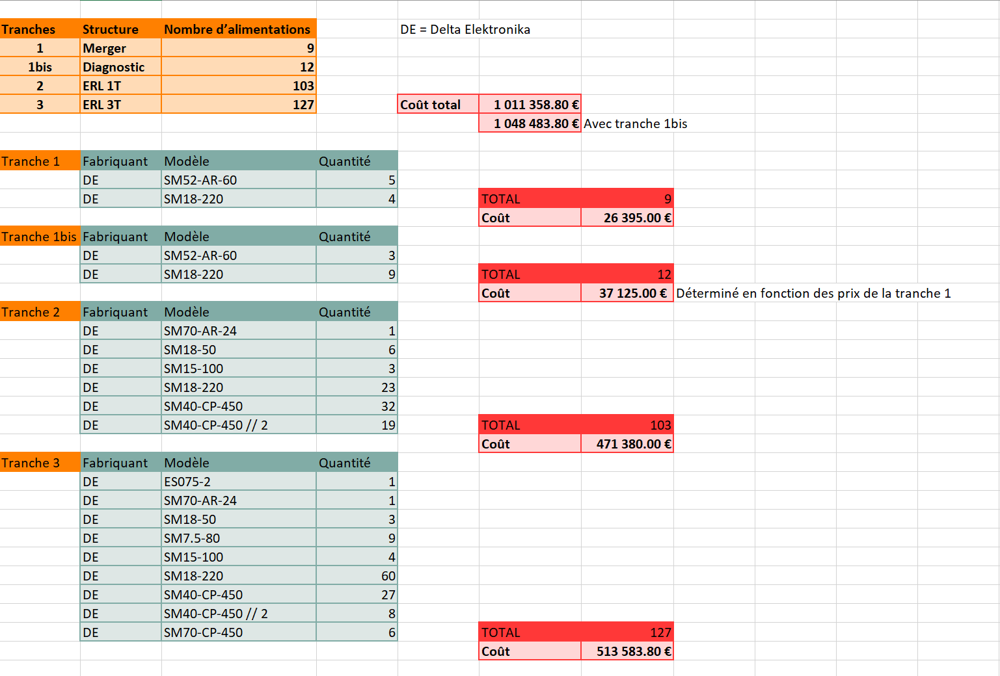 Tranches Structure Nombre d’alimentations DE = Delta Elektronika
1 Merger 9
1bis Diagnostic 12
2 ERL 1T 103
3 ERL 3T 127 Coût total 1 011 358.80 €
1 048 483.80 € Avec tranche 1bis
Tranche 1 Fabriquant Modèle Quantité
DE SM52-AR-60 5
DE SM18-220 4 TOTAL 9
Coût 26 395.00 €
Tranche 1bis Fabriquant Modèle Quantité
DE SM52-AR-60 3
DE SM18-220 9 TOTAL 12
Coût 37 125.00 € Déterminé en fonction des prix de la tranche 1
Tranche 2 Fabriquant Modèle Quantité
DE SM70-AR-24 1
DE SM18-50 6
DE SM15-100 3
DE SM18-220 23
DE SM40-CP-450 32
DE SM40-CP-450 // 2 19 TOTAL 103
Coût 471 380.00 €
Tranche 3 Fabriquant Modèle Quantité
DE ES075-2 1
DE SM70-AR-24 1
DE SM18-50 3
DE SM7.5-80 9
DE SM15-100 4
DE SM18-220 60
DE SM40-CP-450 27
DE SM40-CP-450 // 2 8
DE SM70-CP-450 6 TOTAL 127
Coût 513 583.80 €